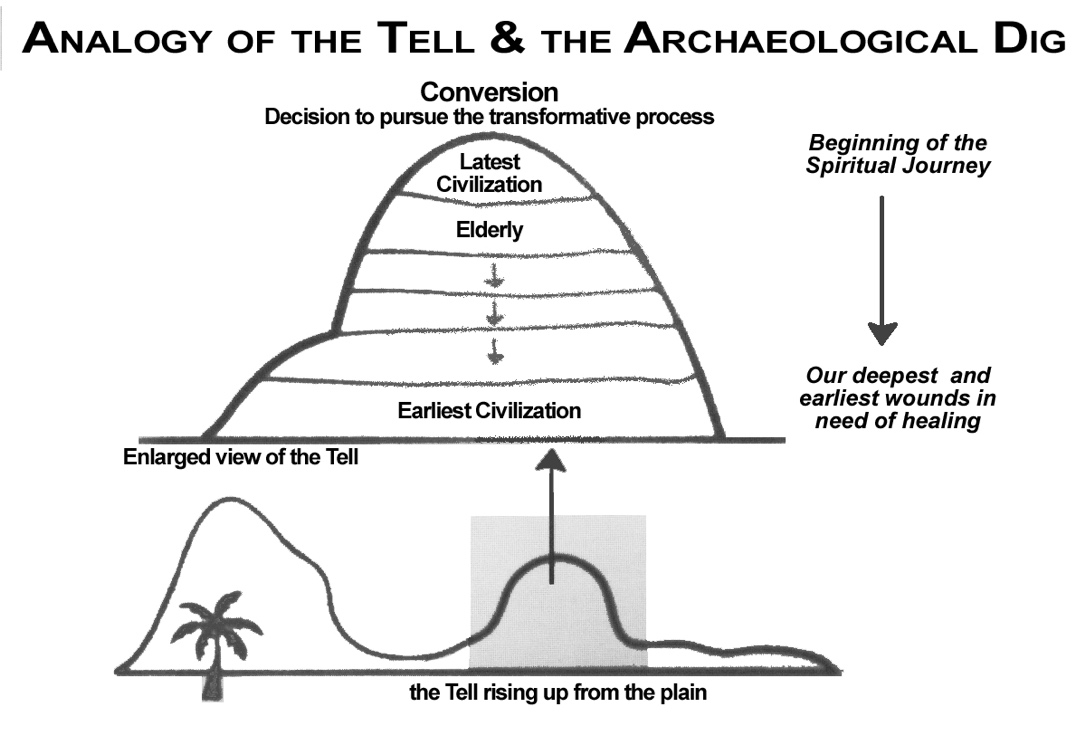 Analogy of the Tell & the Archaeological Dig
Conversion
Decision to pursue the transformative process
Latest
Civilization
Elderly
Earliest Civilization
Beginning of the
Spiritual Journey
Our deepest and
earliest wounds in
need of healing
Enlarged view of the Tell
the Tell rising up from the plain